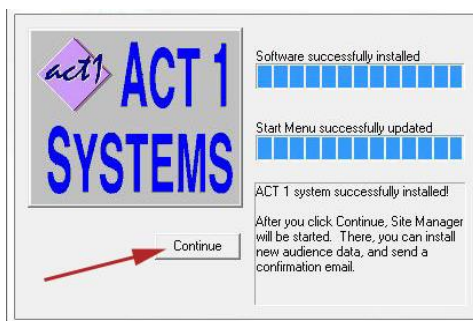 act1
ACT 1
SYSTEMS
Software successfully installed
Start Menu successfully updated
ACT 1 system successfully installed!
After you click Continue, Site Manager
will be started. There, you can install
new audience data, and send a
confirmation email.
Continue